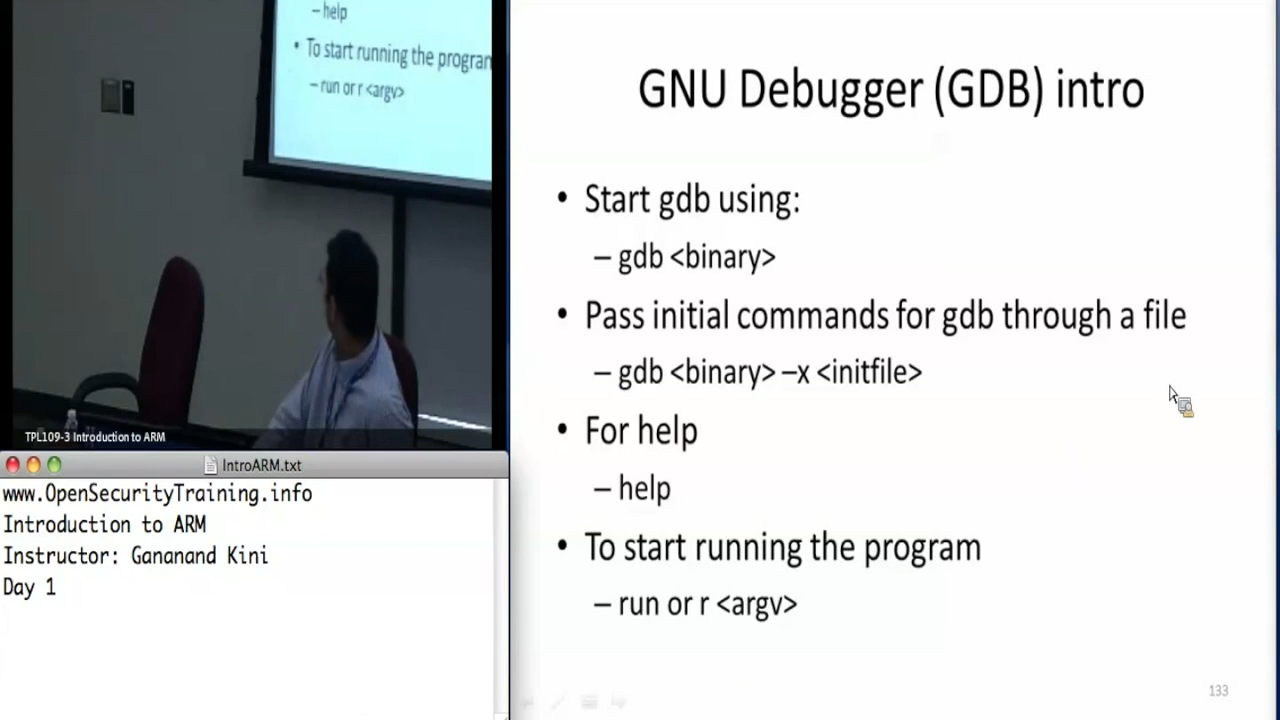 – help
• To start running the progran
– run or r <argv>
TPL109-3 Introduction to ARM
IntroARM.txt
www.OpenSecurityTraining.info
Introduction to ARM
Instructor: Gananand Kini
Day 1
GNU Debugger (GDB) intro
• Start gdb using:
– gdb <binary>
• Pass initial commands for gdb through a file
– gdb <binary> –x <initfile>
• For help
– help
• To start running the program
– run or r <argv>
133